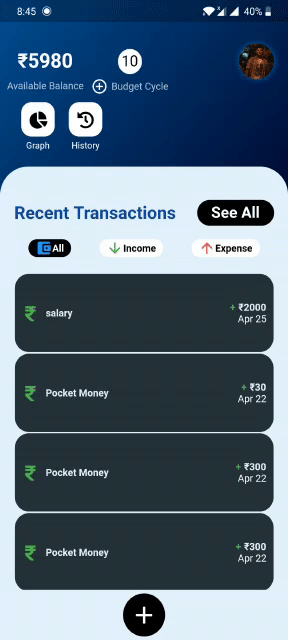 8:45 40%
₹5980 10
Available Balance Budget Cycle
Graph History
Recent Transactions See All
All Income Expense
salary + ₹2000
Apr 25
Pocket Money + ₹30
Apr 22
Pocket Money + ₹300
Apr 22
Pocket Money + ₹300
Apr 22